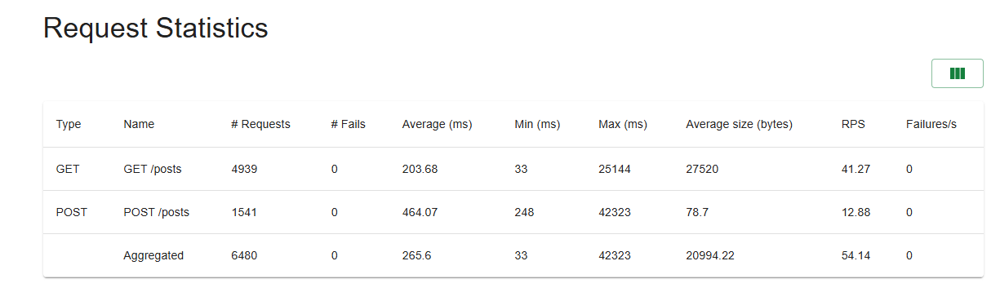 Request Statistics
Type Name # Requests # Fails Average (ms) Min (ms) Max (ms) Average size (bytes) RPS Failures/s
GET GET /posts 4939 0 203.68 33 25144 27520 41.27 0
POST POST /posts 1541 0 464.07 248 42323 78.7 12.88 0
Aggregated 6480 0 265.6 33 42323 20994.22 54.14 0